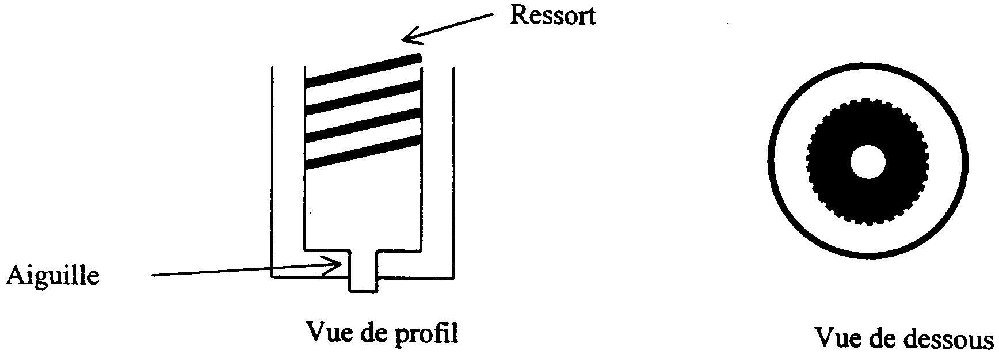 Ressort
Aiguille
Vue de profil
Vue de dessous